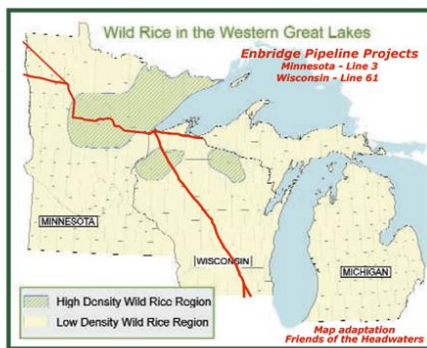 Wild Rice in the Western Great Lakes
Enbridge Pipeline Projects
Minnesota - Line 3
Wisconsin - Line 61
MINNESOTA
WISCONSIN
MICHIGAN
High Density Wild Rice Region
Low Density Wild Rice Region
Map adaptation
Friends of the Headwaters